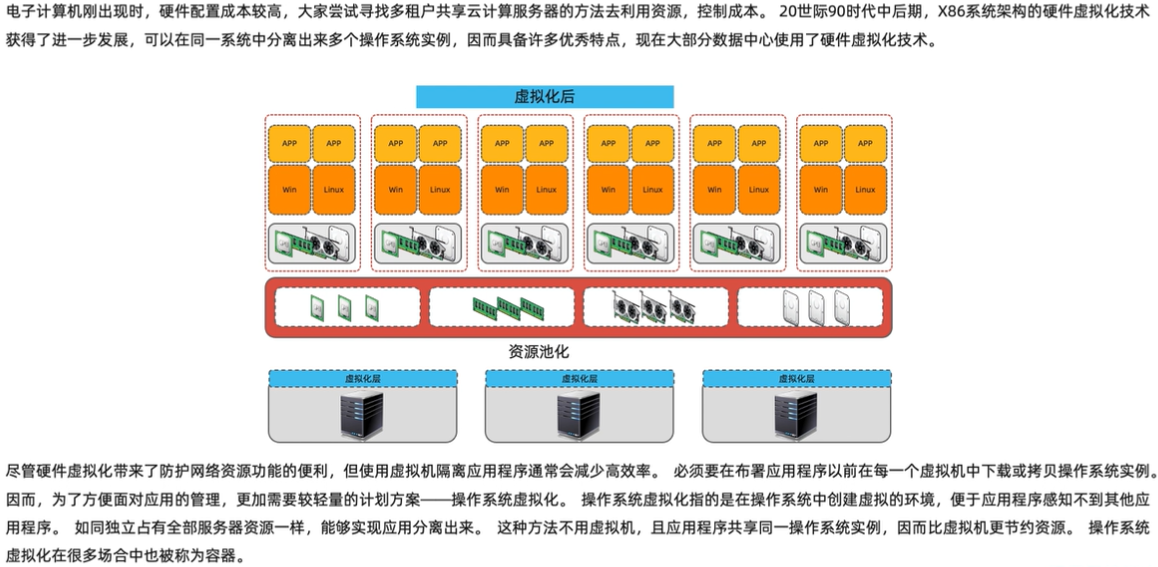 电子计算机刚出现时，硬件配置成本较高，大家尝试寻找多租户共享云计算服务器的方法去利用资源，控制成本。 20世际90时代中后期，X86系统架构的硬件虚拟化技术
获得了进一步发展，可以在同一系统中分离出来多个操作系统实例，因而具备许多优秀特点，现在大部分数据中心使用了硬件虚拟化技术。
虚拟化后
APP APP APP APP APP APP APP APP APP APP APP APP
Win Linux Win Linux Win Linux Win Linux Win Linux Win Linux
资源池化
虚拟化层 虚拟化层 虚拟化层
尽管硬件虚拟化带来了防护网络资源功能的便利，但使用虚拟机隔离应用程序通常会减少高效率。 必须要在布署应用程序以前在每一个虚拟机中下载或拷贝操作系统实例。
因而，为了方便面对应用的管理，更加需要较轻量的计划方案——操作系统虚拟化。 操作系统虚拟化指的是在操作系统中创建虚拟的环境，便于应用程序感知不到其他应
用程序。 如同独立占有全部服务器资源一样，能够实现应用分离出来。 这种方法不用虚拟机，且应用程序共享同一操作系统实例，因而比虚拟机更节约资源。 操作系统
虚拟化在很多场合中也被称为容器。